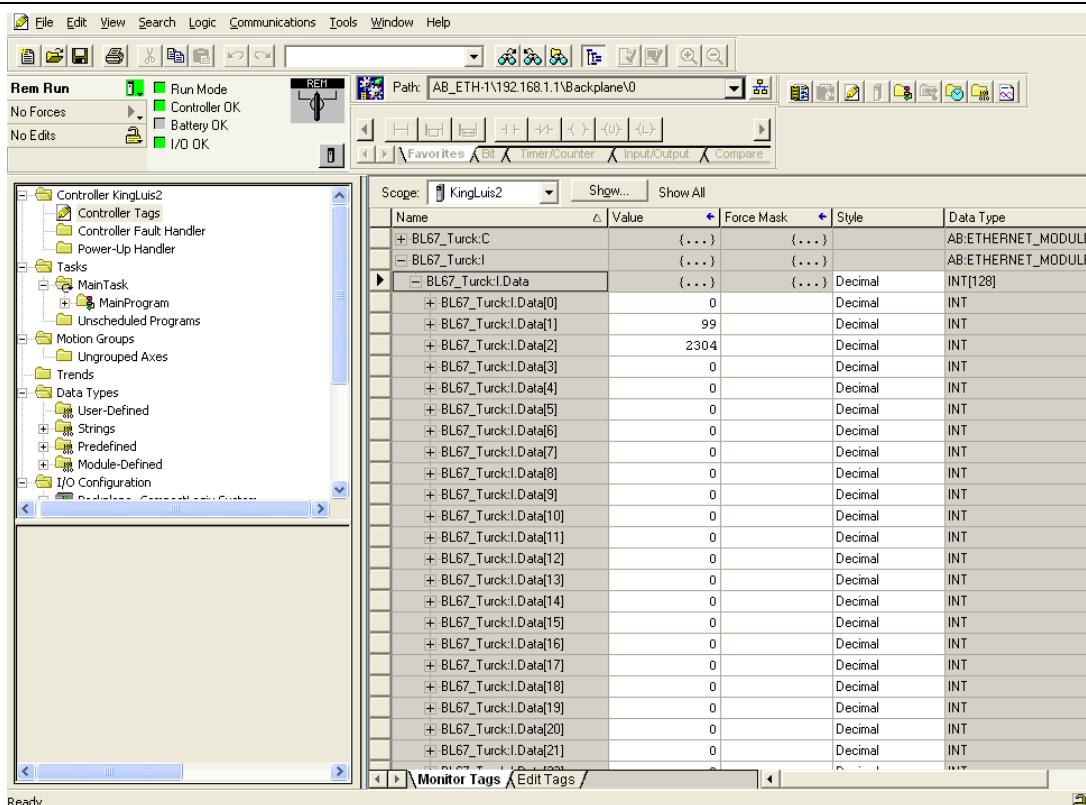 File Edit View Search Logic Communications Tools Window Help
Rem Run
No Forces
No Edits
Run Mode
Controller OK
Battery OK
I/O OK
REM
Path: AB_ETH-1\192.168.1.1\Backplane\0
Favorites Bit Timer/Counter Input/Output Compare
Controller KingLuis2
Controller Tags
Controller Fault Handler
Power-Up Handler
Tasks
MainTask
MainProgram
Unscheduled Programs
Motion Groups
Ungrouped Axes
Trends
Data Types
User-Defined
Strings
Predefined
Module-Defined
I/O Configuration
Scope: KingLuis2 Show... Show All
Name Value Force Mask Style Data Type
BL67_Turck:C {...} {...} AB:ETHERNET_MODULE
BL67_Turck:I {...} {...} AB:ETHERNET_MODULE
BL67_Turck:I.Data {...} {...} Decimal INT[128]
BL67_Turck:I.Data[0] 0 Decimal INT
BL67_Turck:I.Data[1] 99 Decimal INT
BL67_Turck:I.Data[2] 2304 Decimal INT
BL67_Turck:I.Data[3] 0 Decimal INT
BL67_Turck:I.Data[4] 0 Decimal INT
BL67_Turck:I.Data[5] 0 Decimal INT
BL67_Turck:I.Data[6] 0 Decimal INT
BL67_Turck:I.Data[7] 0 Decimal INT
BL67_Turck:I.Data[8] 0 Decimal INT
BL67_Turck:I.Data[9] 0 Decimal INT
BL67_Turck:I.Data[10] 0 Decimal INT
BL67_Turck:I.Data[11] 0 Decimal INT
BL67_Turck:I.Data[12] 0 Decimal INT
BL67_Turck:I.Data[13] 0 Decimal INT
BL67_Turck:I.Data[14] 0 Decimal INT
BL67_Turck:I.Data[15] 0 Decimal INT
BL67_Turck:I.Data[16] 0 Decimal INT
BL67_Turck:I.Data[17] 0 Decimal INT
BL67_Turck:I.Data[18] 0 Decimal INT
BL67_Turck:I.Data[19] 0 Decimal INT
BL67_Turck:I.Data[20] 0 Decimal INT
BL67_Turck:I.Data[21] 0 Decimal INT
Monitor Tags Edit Tags
Ready